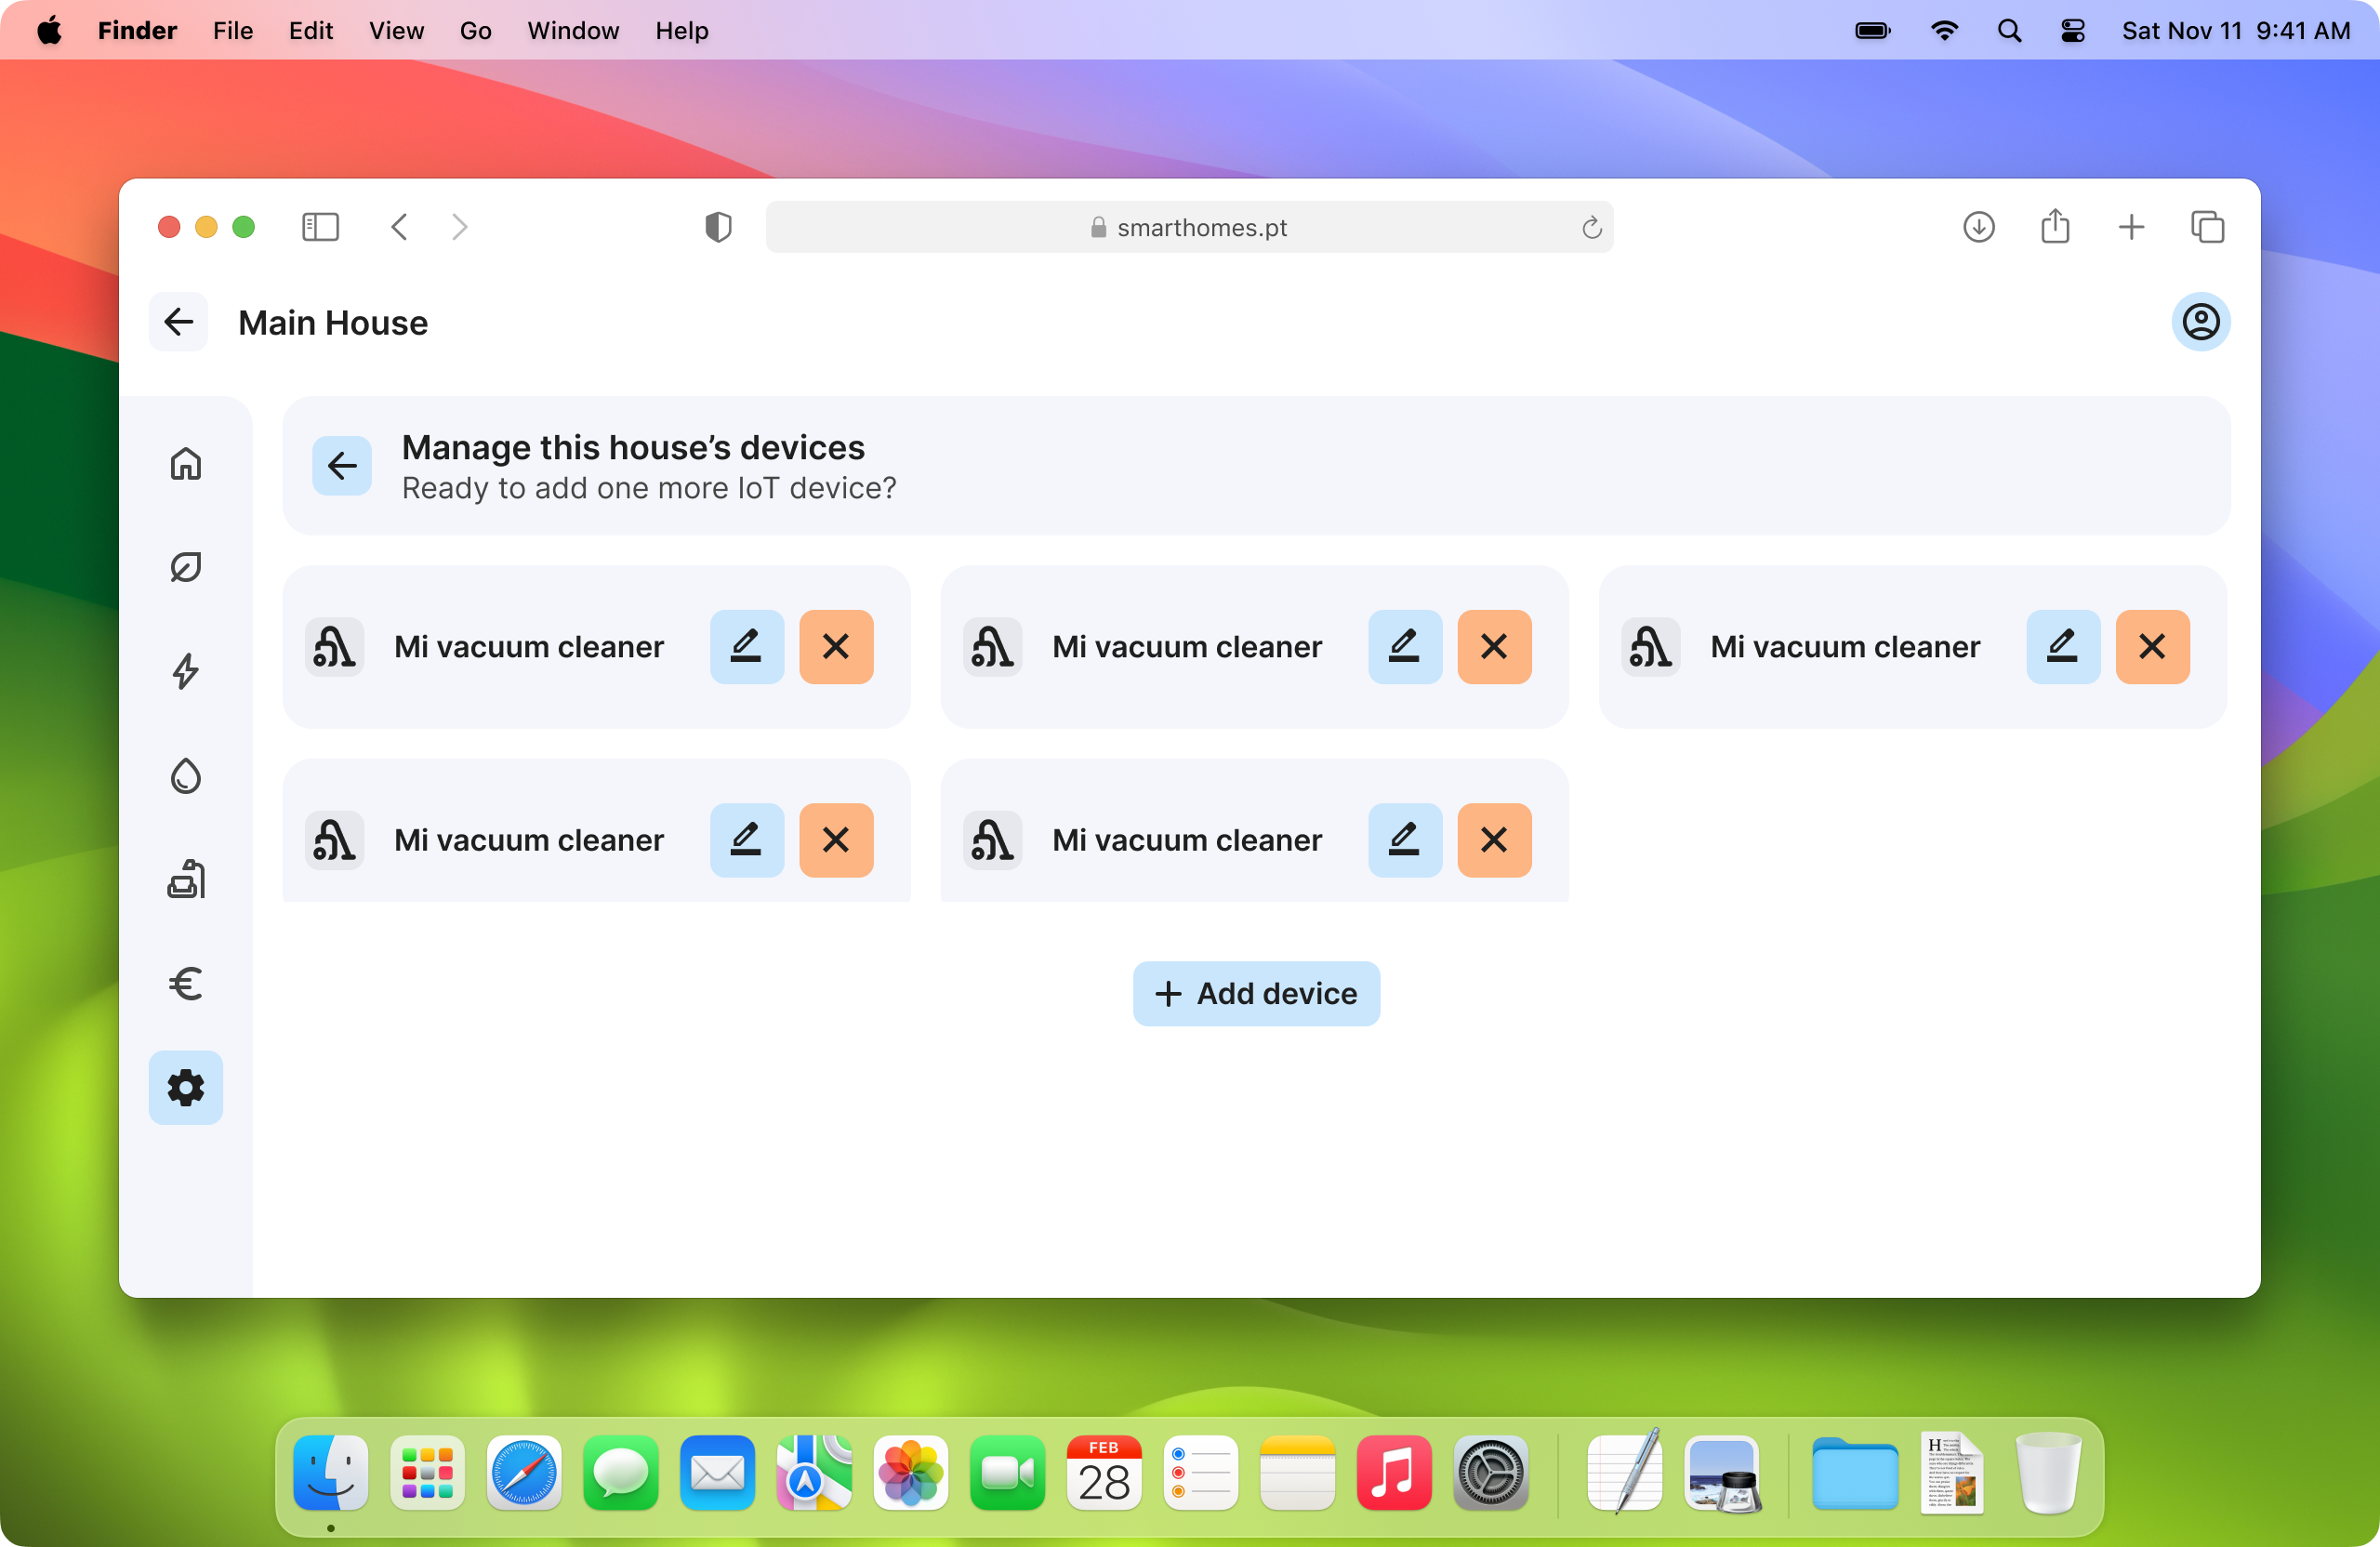 Finder File Edit View Go Window Help Sat Nov 11 9:41 AM
smarthomes.pt
Main House
Manage this house’s devices
Ready to add one more IoT device?
Mi vacuum cleaner
Mi vacuum cleaner
Mi vacuum cleaner
Mi vacuum cleaner
Mi vacuum cleaner
Add device
FEB
28